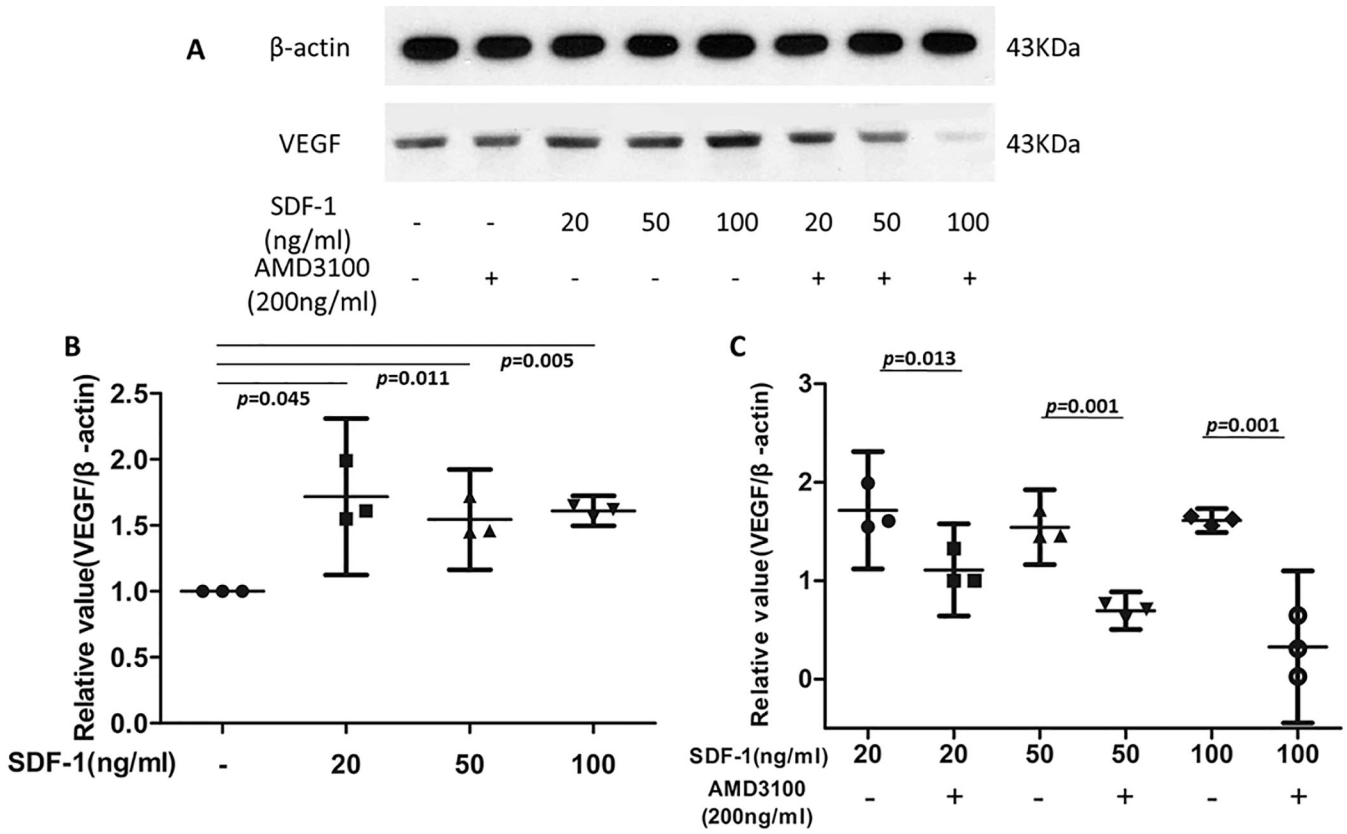 A
β-actin
43KDa
VEGF
43KDa
SDF-1
(ng/ml)
- - 20 50 100 20 50 100
AMD3100
(200ng/ml)
- + - - - + + +
B
p=0.005
p=0.011
p=0.045
Relative value(VEGF/β -actin)
2.5
2.0
1.5
1.0
0.5
0.0
SDF-1(ng/ml) - 20 50 100
C
p=0.013
p=0.001
p=0.001
Relative value(VEGF/β -actin)
3
2
1
0
SDF-1(ng/ml) 20 20 50 50 100 100
AMD3100
(200ng/ml)
- + - + - +